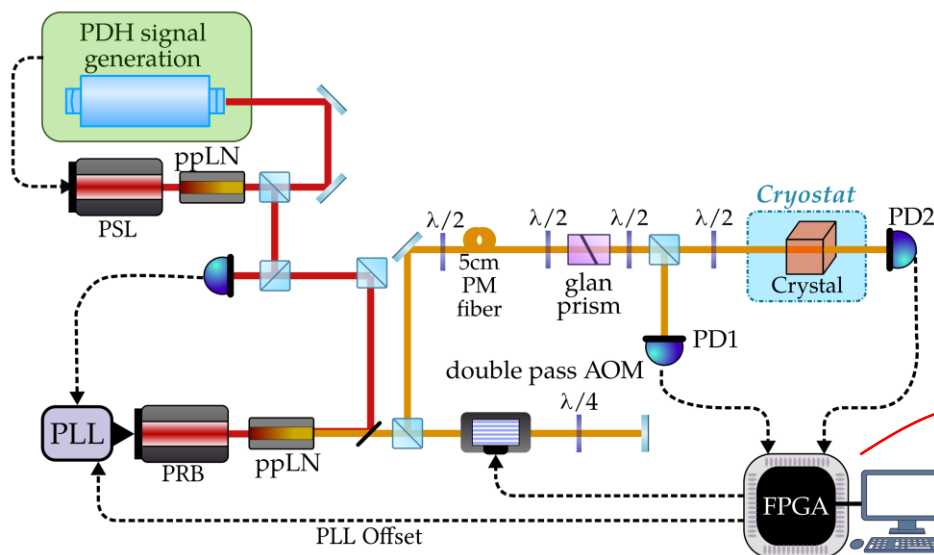 PDH signal
generation
ppLN
PSL
λ/2
5cm
PM
fiber
λ/2
glan
prism
λ/2
λ/2
Cryostat
Crystal
PD2
PD1
double pass AOM
λ/4
PLL
PRB
ppLN
PLL Offset
FPGA